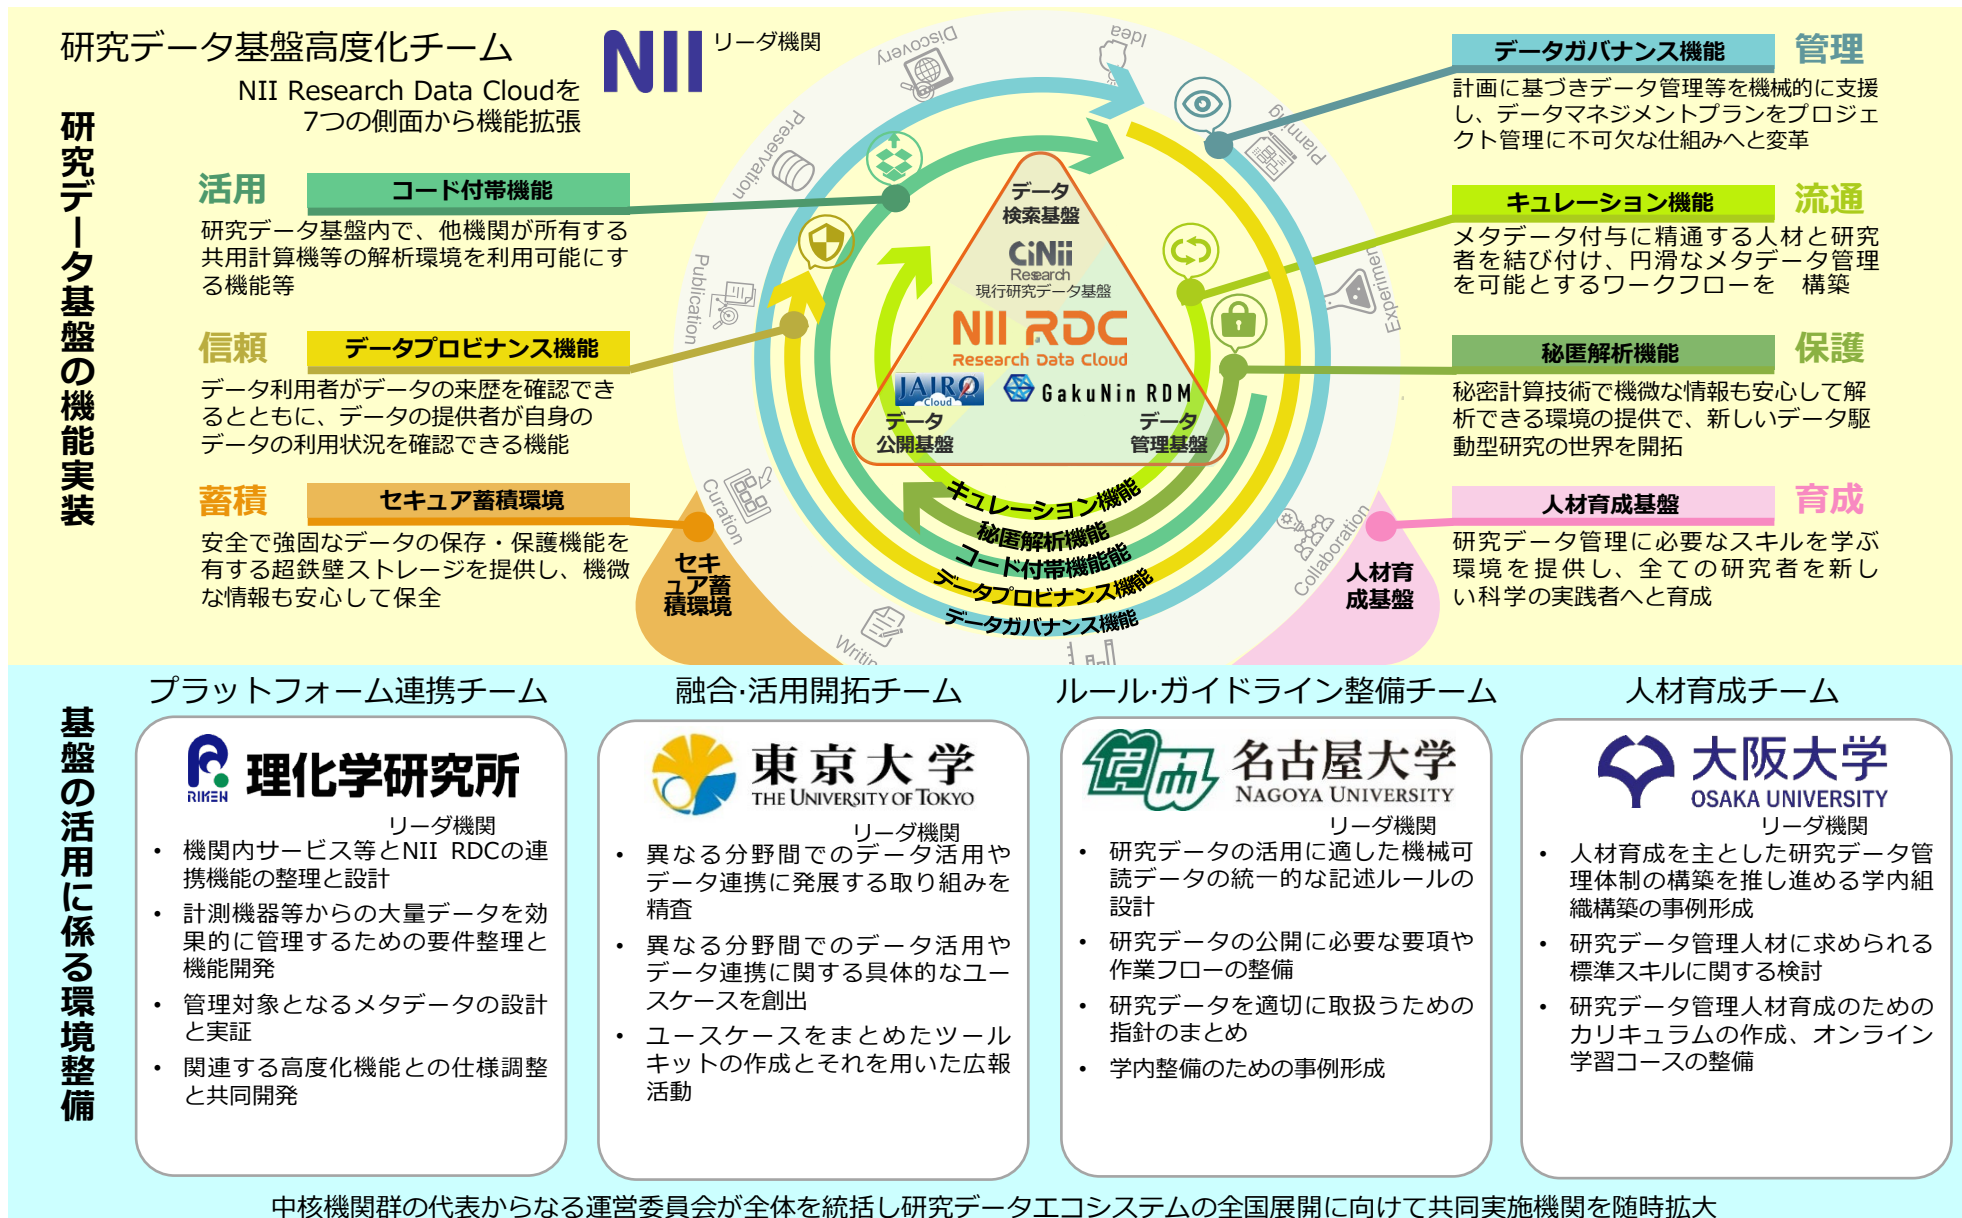 研究データ基盤高度化チーム
NII
リーダ機関
NII Research Data Cloudを
7つの側面から機能拡張
研究データ基盤の機能実装
活用
コード付帯機能
研究データ基盤内で、他機関が所有する
共用計算機等の解析環境を利用可能にす
る機能等
信頼
データプロビナンス機能
データ利用者がデータの来歴を確認でき
るとともに、データの提供者が自身の
データの利用状況を確認できる機能
蓄積
セキュア蓄積環境
安全で強固なデータの保存・保護機能を
有する超鉄壁ストレージを提供し、機微
な情報も安心して保全
Idea
Discovery
Preservation
Publication
Curation
Planning
Experimen
Collaboration
データ
検索基盤
CiNii
Research
現行研究データ基盤
NII RDC
Research Data Cloud
JAIRO
Cloud
GakuNin RDM
データ
公開基盤
データ
管理基盤
キュレーション機能
秘匿解析機能
コード付帯機能能
データプロビナンス機能
データガバナンス機能
セキ
ュア蓄
積環境
人材育
成基盤
データガバナンス機能
管理
計画に基づきデータ管理等を機械的に支援
し、データマネジメントプランをプロジェ
クト管理に不可欠な仕組みへと変革
キュレーション機能
流通
メタデータ付与に精通する人材と研究
者を結び付け、円滑なメタデータ管理
を可能とするワークフローを　構築
秘匿解析機能
保護
秘密計算技術で機微な情報も安心して解
析できる環境の提供で、新しいデータ駆
動型研究の世界を開拓
人材育成基盤
育成
研究データ管理に必要なスキルを学ぶ
環境を提供し、全ての研究者を新し
い科学の実践者へと育成
基盤の活用に係る環境整備
プラットフォーム連携チーム
RIKEN
理化学研究所
リーダ機関
• 機関内サービス等とNII RDCの連
携機能の整理と設計
• 計測機器等からの大量データを効
果的に管理するための要件整理と
機能開発
• 管理対象となるメタデータの設計
と実証
• 関連する高度化機能との仕様調整
と共同開発
融合·活用開拓チーム
東京大学
THE UNIVERSITY OF TOKYO
リーダ機関
• 異なる分野間でのデータ活用や
データ連携に発展する取り組みを
精査
• 異なる分野間でのデータ活用や
データ連携に関する具体的なユー
スケースを創出
• ユースケースをまとめたツール
キットの作成とそれを用いた広報
活動
ルール·ガイドライン整備チーム
名古屋大学
NAGOYA UNIVERSITY
リーダ機関
• 研究データの活用に適した機械可
読データの統一的な記述ルールの
設計
• 研究データの公開に必要な要項や
作業フローの整備
• 研究データを適切に取扱うための
指針のまとめ
• 学内整備のための事例形成
人材育成チーム
大阪大学
OSAKA UNIVERSITY
リーダ機関
• 人材育成を主とした研究データ管
理体制の構築を推し進める学内組
織構築の事例形成
• 研究データ管理人材に求められる
標準スキルに関する検討
• 研究データ管理人材育成のための
カリキュラムの作成、オンライン
学習コースの整備
中核機関群の代表からなる運営委員会が全体を統括し研究データエコシステムの全国展開に向けて共同実施機関を随時拡大